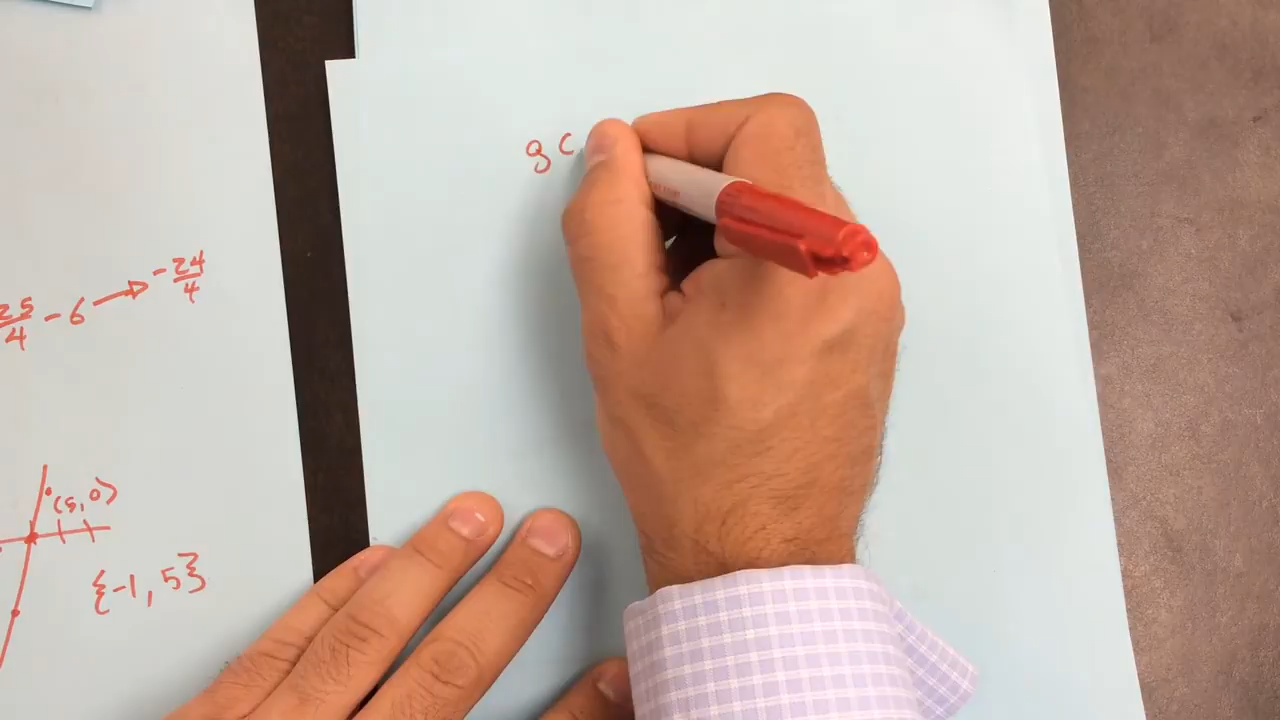 g(
25/4 - 6 → -24/4
(5,0)
{-1, 5}